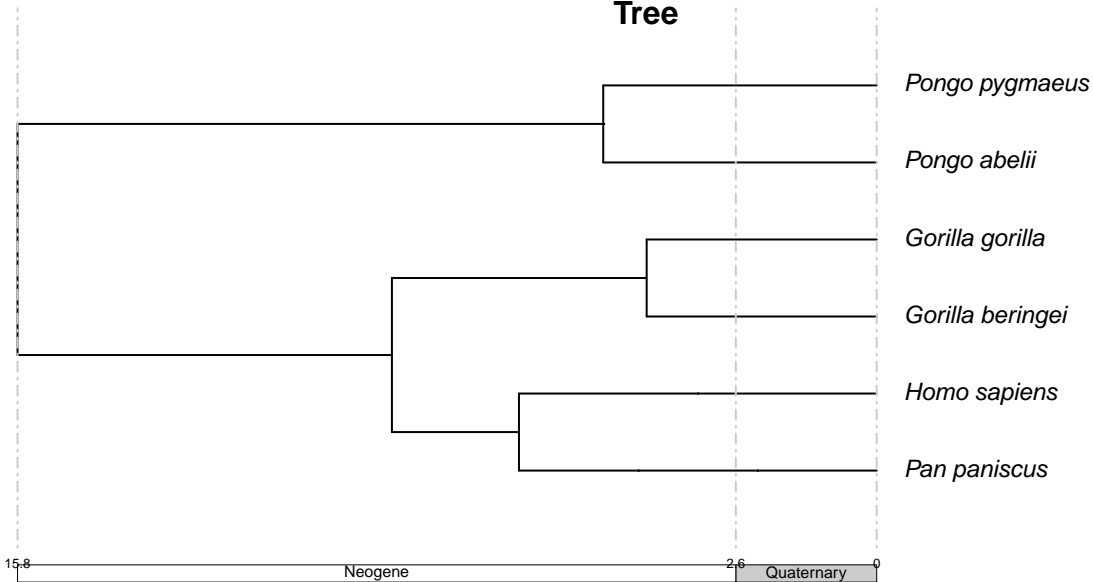 Tree
Pongo pygmaeus
Pongo abelii
Gorilla gorilla
Gorilla beringei
Homo sapiens
Pan paniscus
15.8 2.6 0
Neogene Quaternary